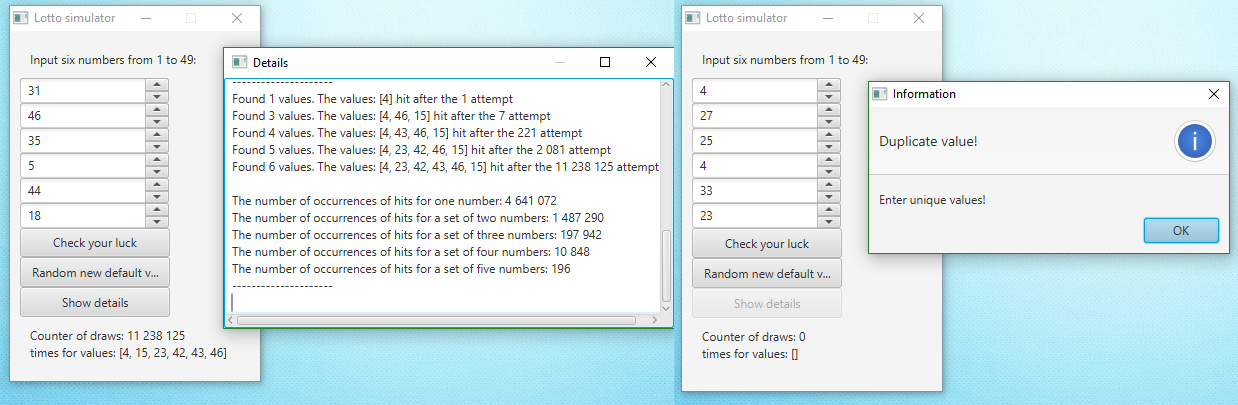 Lotto simulator
Input six numbers from 1 to 49:
31
46
35
5
44
18
Check your luck
Random new default v...
Show details
Counter of draws: 11 238 125
times for values: [4, 15, 23, 42, 43, 46]
Details
---------------------
Found 1 values. The values: [4] hit after the 1 attempt
Found 3 values. The values: [4, 46, 15] hit after the 7 attempt
Found 4 values. The values: [4, 43, 46, 15] hit after the 221 attempt
Found 5 values. The values: [4, 23, 42, 46, 15] hit after the 2 081 attempt
Found 6 values. The values: [4, 23, 42, 43, 46, 15] hit after the 11 238 125 attempt
The number of occurrences of hits for one number: 4 641 072
The number of occurrences of hits for a set of two numbers: 1 487 290
The number of occurrences of hits for a set of three numbers: 197 942
The number of occurrences of hits for a set of four numbers: 10 848
The number of occurrences of hits for a set of five numbers: 196
---------------------
Lotto simulator
Input six numbers from 1 to 49:
4
27
25
4
33
23
Check your luck
Random new default v...
Show details
Counter of draws: 0
times for values: []
Information
Duplicate value!
i
Enter unique values!
OK